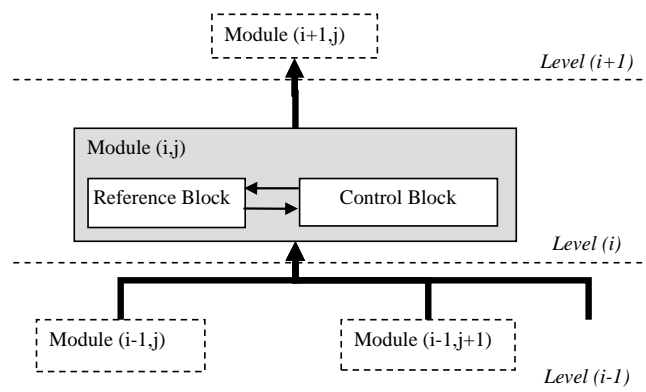 Module (i+1,j)
Level (i+1)
Module (i,j)
Reference Block
Control Block
Level (i)
Module (i-1,j)
Module (i-1,j+1)
Level (i-1)